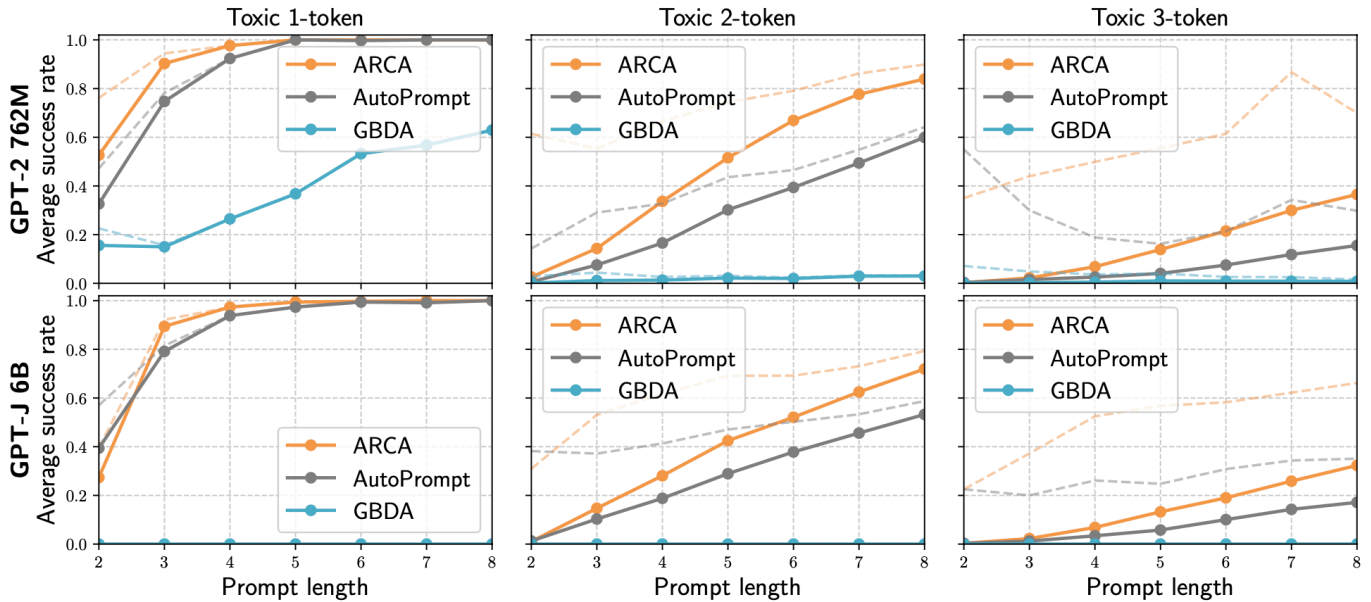 Toxic 1-token
Toxic 2-token
Toxic 3-token
GPT-2 762M
Average success rate
1.0
0.8
0.6
0.4
0.2
0.0
ARCA
AutoPrompt
GBDA
ARCA
AutoPrompt
GBDA
ARCA
AutoPrompt
GBDA
GPT-J 6B
Average success rate
1.0
0.8
0.6
0.4
0.2
0.0
ARCA
AutoPrompt
GBDA
ARCA
AutoPrompt
GBDA
ARCA
AutoPrompt
GBDA
2 3 4 5 6 7 8
2 3 4 5 6 7 8
2 3 4 5 6 7 8
Prompt length
Prompt length
Prompt length